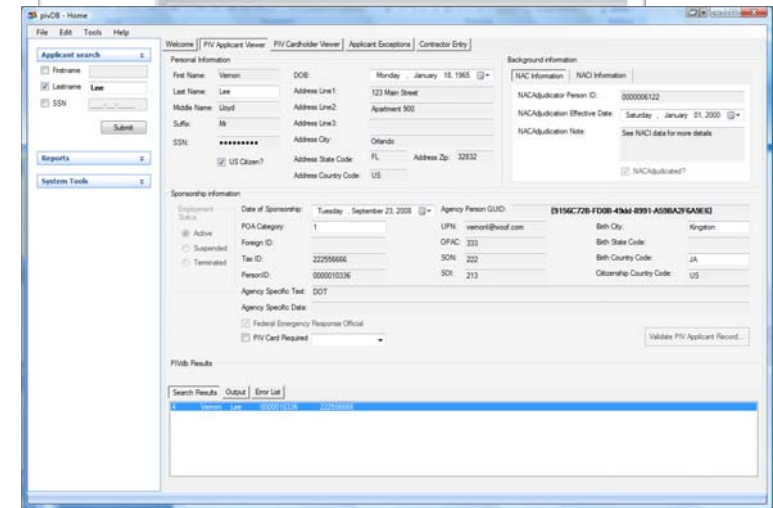 pivDB - Home
File Edit Tools Help
Applicant search
Firstname
Lastname Lee
SSN
Submit
Reports
System Tools
Welcome PIV Applicant Viewer PIV Cardholder Viewer Applicant Exceptions Contractor Entry
Personal Information
First Name: Vernon DOB: Monday , January 18, 1965
Last Name: Lee Address Line1: 123 Main Street
Middle Name: Lloyd Address Line2: Apartment 900
Suffix: Mr Address Line3:
SSN: ●●●●●●●●● Address City: Orlando
US Citizen? Address State Code: FL Address Zip: 32832
Address Country Code: US
Background information
NAC Information NACI Information
NACAdjudicator Person ID: 0000006122
NACAdjudication Effective Date: Saturday , January 01, 2000
NACAdjudication Note: See NACI data for more details
NACAdjudicated?
Sponsorship information
Employment Status
Active
Suspended
Terminated
Date of Sponsorship: Tuesday , September 23, 2008 Agency Person GUID: {9156C72B-FD0B-49dd-8991-A59BA2F6A9E6}
POA Category: 1 UPN: vernonl@woof.com Birth City: Kingston
Foreign ID: OPAC: 333 Birth State Code:
Tax ID: 222556666 SON: 222 Birth Country Code: JA
PersonID: 0000010336 SOI: 213 Citizenship Country Code: US
Agency Specific Text: DOT
Agency Specific Data:
Federal Emergency Response Official
PIV Card Required
Validate PIV Applicant Record...
PIVdb Results
Search Results Output Error List
4 Vernon Lee 0000010336 222556666